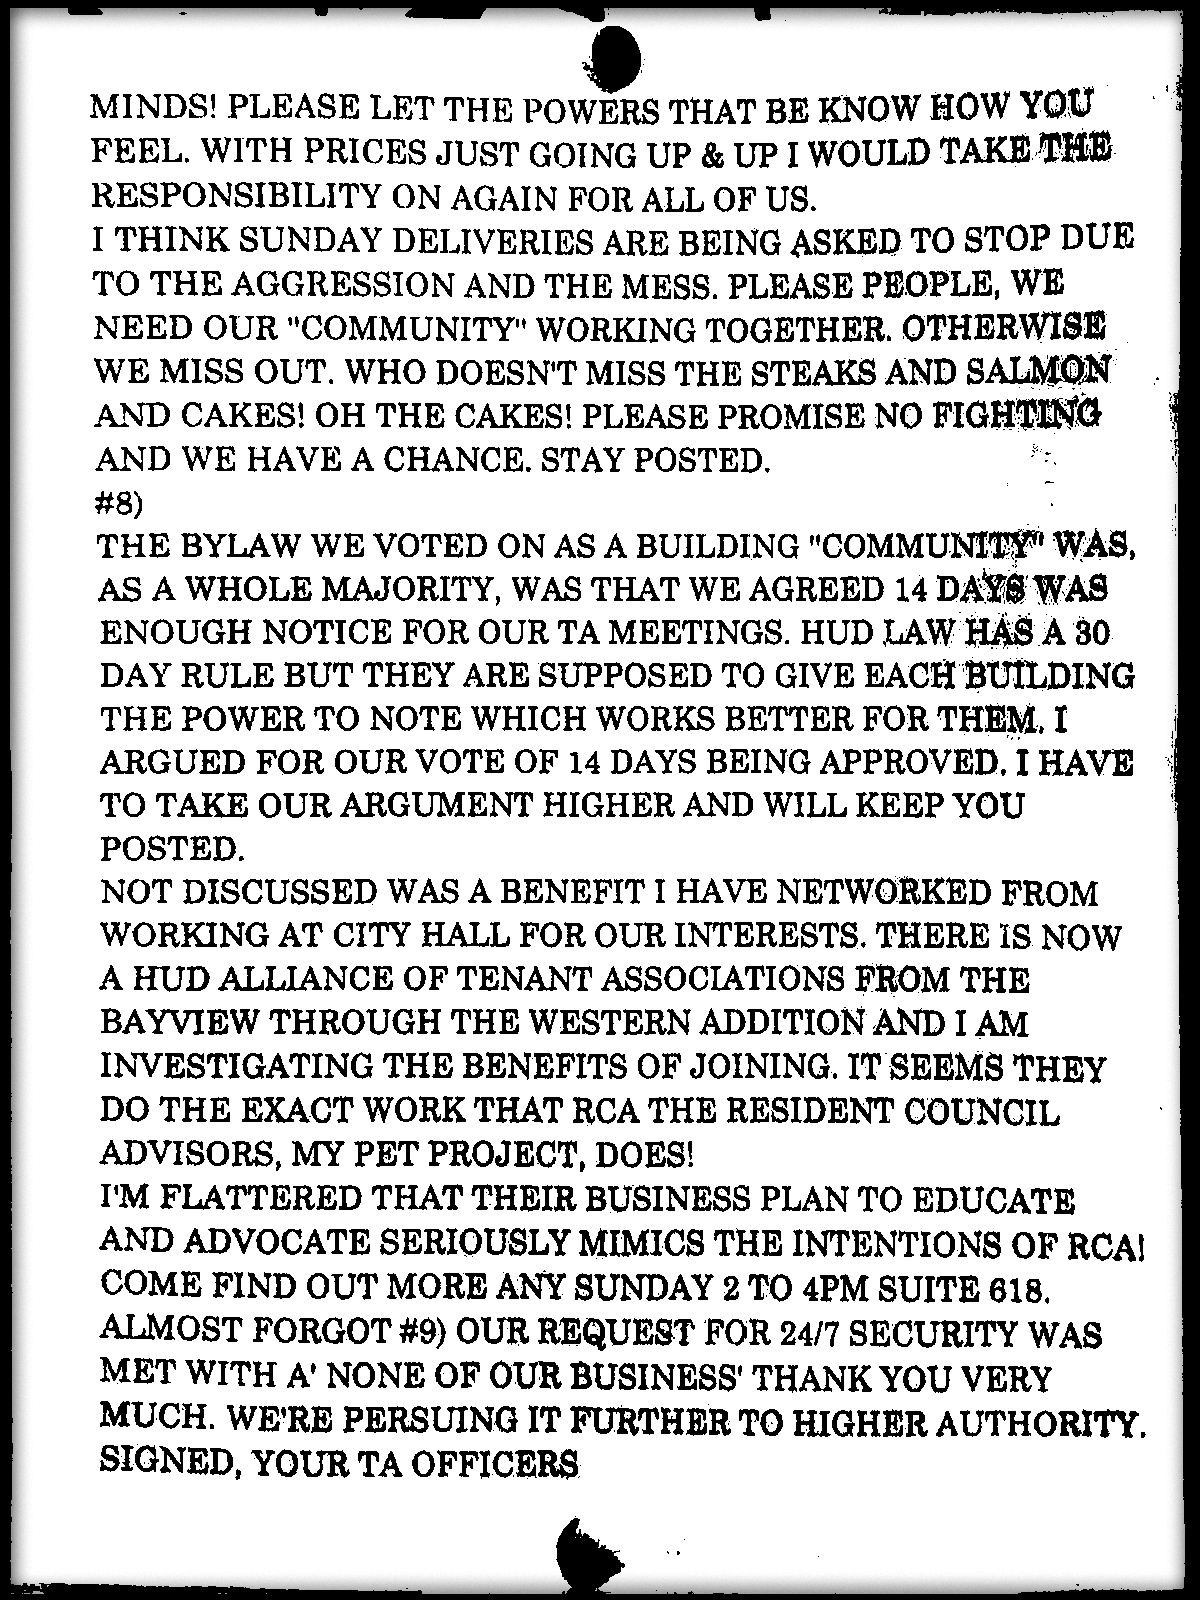 MINDS! PLEASE LET THE POWERS THAT BE KNOW HOW YOU
FEEL. WITH PRICES JUST GOING UP & UP I WOULD TAKE THE
RESPONSIBILITY ON AGAIN FOR ALL OF US.
I THINK SUNDAY DELIVERIES ARE BEING ASKED TO STOP DUE
TO THE AGGRESSION AND THE MESS. PLEASE PEOPLE, WE
NEED OUR "COMMUNITY" WORKING TOGETHER. OTHERWISE
WE MISS OUT. WHO DOESN'T MISS THE STEAKS AND SALMON
AND CAKES! OH THE CAKES! PLEASE PROMISE NO FIGHTING
AND WE HAVE A CHANCE. STAY POSTED.
#8)
THE BYLAW WE VOTED ON AS A BUILDING "COMMUNITY" WAS,
AS A WHOLE MAJORITY, WAS THAT WE AGREED 14 DAYS WAS
ENOUGH NOTICE FOR OUR TA MEETINGS. HUD LAW HAS A 30
DAY RULE BUT THEY ARE SUPPOSED TO GIVE EACH BUILDING
THE POWER TO NOTE WHICH WORKS BETTER FOR THEM. I
ARGUED FOR OUR VOTE OF 14 DAYS BEING APPROVED. I HAVE
TO TAKE OUR ARGUMENT HIGHER AND WILL KEEP YOU
POSTED.
NOT DISCUSSED WAS A BENEFIT I HAVE NETWORKED FROM
WORKING AT CITY HALL FOR OUR INTERESTS. THERE IS NOW
A HUD ALLIANCE OF TENANT ASSOCIATIONS FROM THE
BAYVIEW THROUGH THE WESTERN ADDITION AND I AM
INVESTIGATING THE BENEFITS OF JOINING. IT SEEMS THEY
DO THE EXACT WORK THAT RCA THE RESIDENT COUNCIL
ADVISORS, MY PET PROJECT, DOES!
I'M FLATTERED THAT THEIR BUSINESS PLAN TO EDUCATE
AND ADVOCATE SERIOUSLY MIMICS THE INTENTIONS OF RCA!
COME FIND OUT MORE ANY SUNDAY 2 TO 4PM SUITE 618.
ALMOST FORGOT #9) OUR REQUEST FOR 24/7 SECURITY WAS
MET WITH A' NONE OF OUR BUSINESS' THANK YOU VERY
MUCH. WE'RE PERSUING IT FURTHER TO HIGHER AUTHORITY.
SIGNED, YOUR TA OFFICERS